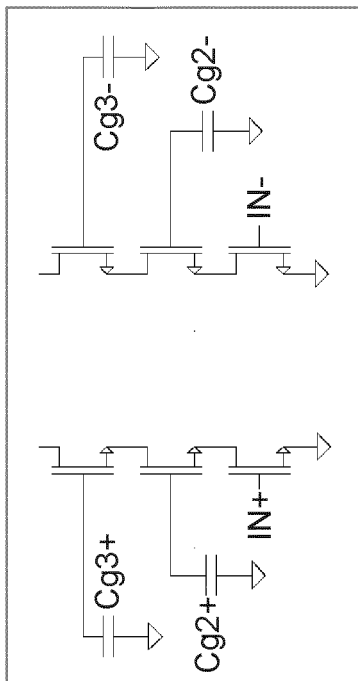 Cg3-
Cg2-
IN-
Cg3+
Cg2+
IN+